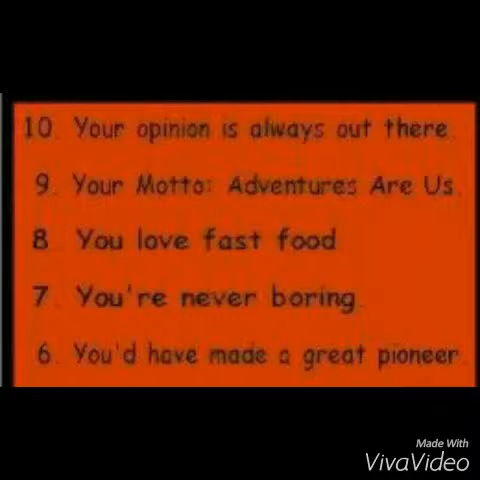 10. Your opinion is always out there.
9. Your Motto: Adventures Are Us.
8 You love fast food
7. You're never boring.
6. You'd have made a great pioneer.
Made With
VivaVideo